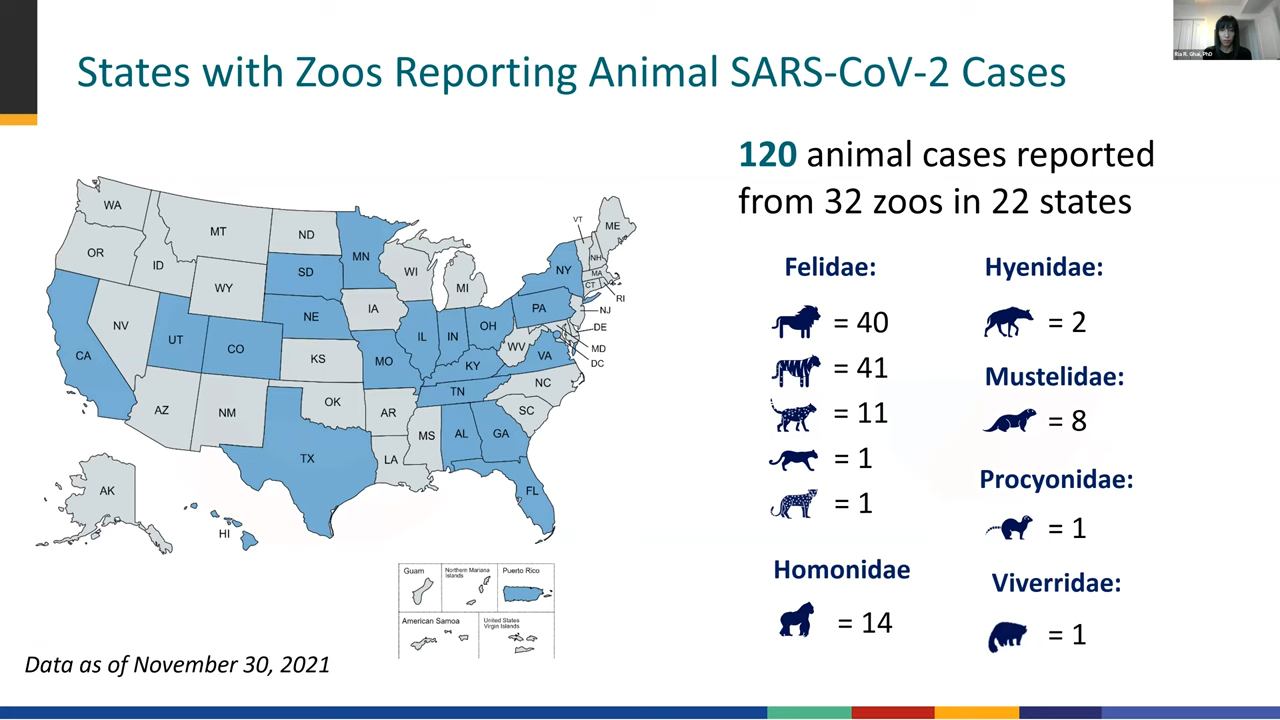 Ria R. Ghai, PhD
States with Zoos Reporting Animal SARS-CoV-2 Cases
120 animal cases reported
from 32 zoos in 22 states
WA
OR
CA
NV
ID
MT
WY
UT
CO
AZ
NM
ND
SD
NE
KS
OK
TX
MN
IA
MO
AR
LA
WI
IL
MI
IN
OH
KY
TN
MS
AL
GA
FL
SC
NC
VA
WV
PA
NY
VT
NH
ME
MA
CT
RI
NJ
DE
MD
DC
AK
HI
Guam
Northern Mariana
Islands
Puerto Rico
American Samoa
United States
Virgin Islands
Felidae:
= 40
= 41
= 11
= 1
= 1
Homonidae
= 14
Hyenidae:
= 2
Mustelidae:
= 8
Procyonidae:
= 1
Viverridae:
= 1
Data as of November 30, 2021